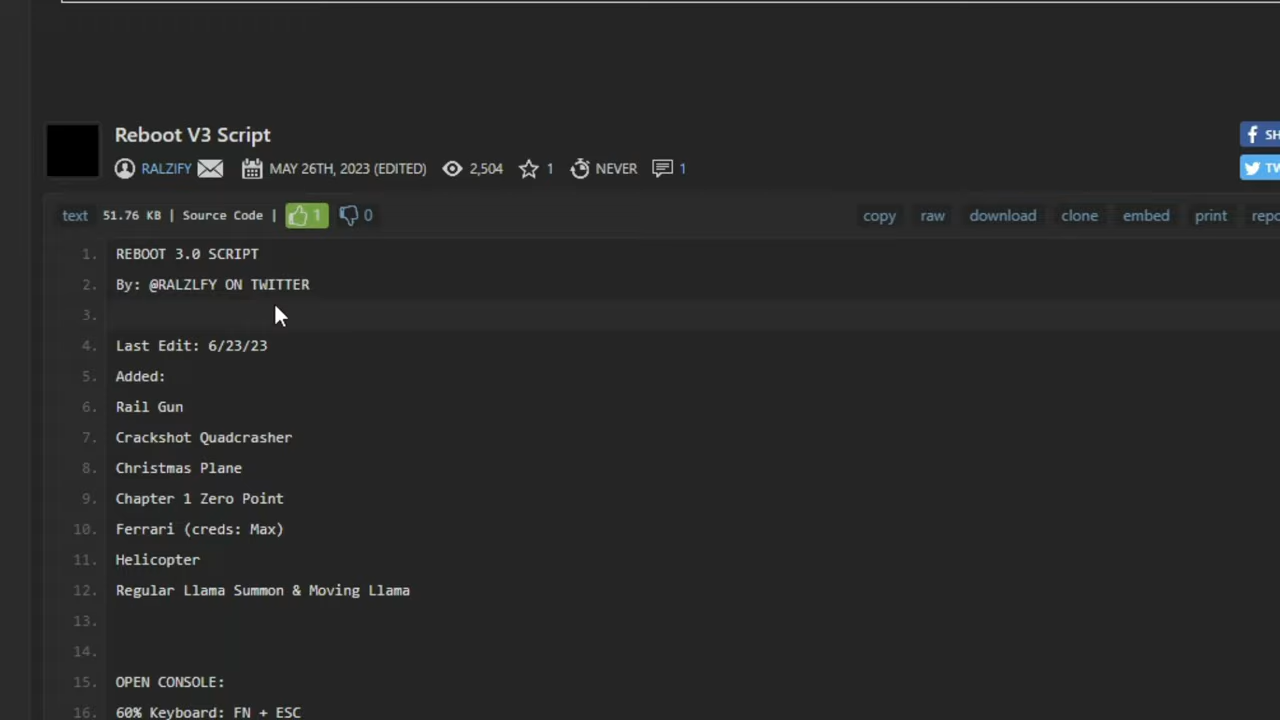 Reboot V3 Script
RALZIFY MAY 26TH, 2023 (EDITED) 2,504 1 NEVER 1
SH
TW
text 51.76 KB | Source Code | 1 0 copy raw download clone embed print repo
1. REBOOT 3.0 SCRIPT
2. By: @RALZLFY ON TWITTER
3.
4. Last Edit: 6/23/23
5. Added:
6. Rail Gun
7. Crackshot Quadcrasher
8. Christmas Plane
9. Chapter 1 Zero Point
10. Ferrari (creds: Max)
11. Helicopter
12. Regular Llama Summon & Moving Llama
13.
14.
15. OPEN CONSOLE:
16. 60% Keyboard: FN + ESC